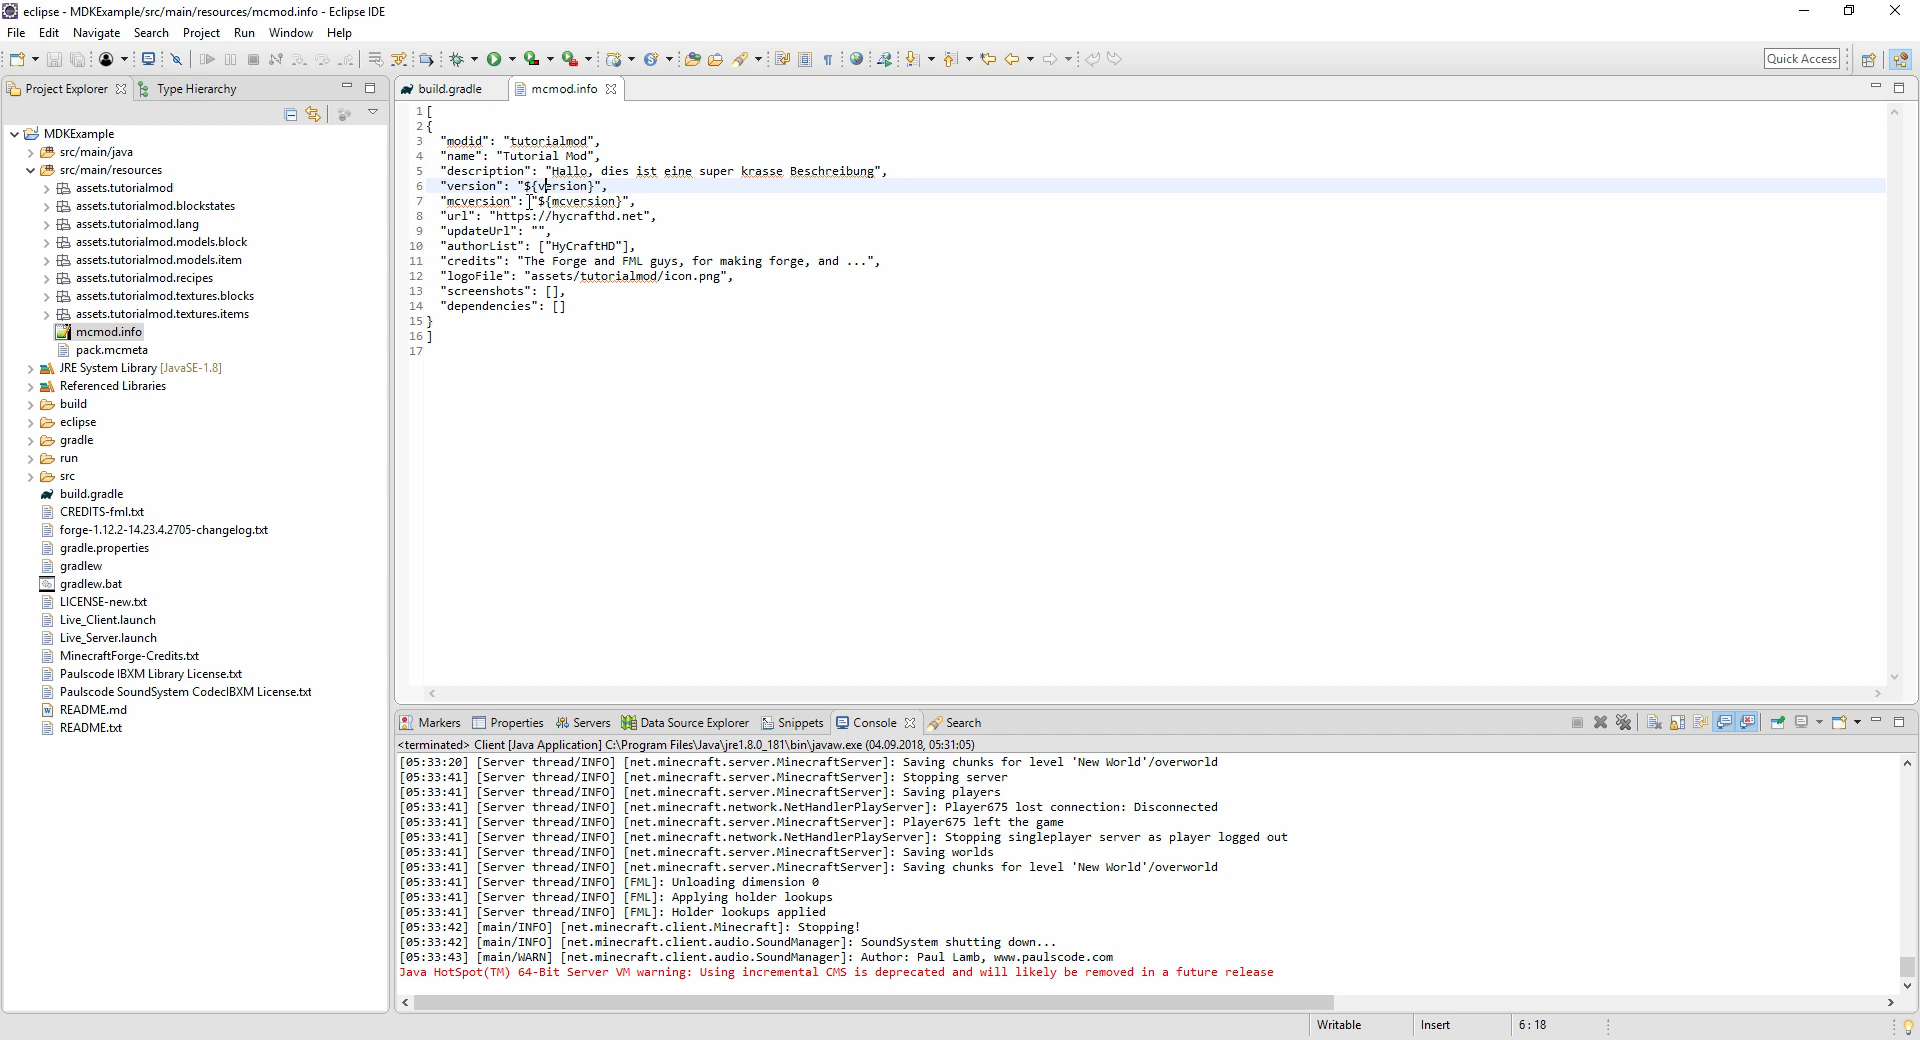 eclipse - MDKExample/src/main/resources/mcmod.info - Eclipse IDE
File Edit Navigate Search Project Run Window Help
Quick Access
Project Explorer Type Hierarchy
MDKExample
src/main/java
src/main/resources
assets.tutorialmod
assets.tutorialmod.blockstates
assets.tutorialmod.lang
assets.tutorialmod.models.block
assets.tutorialmod.models.item
assets.tutorialmod.recipes
assets.tutorialmod.textures.blocks
assets.tutorialmod.textures.items
mcmod.info
pack.mcmeta
JRE System Library [JavaSE-1.8]
Referenced Libraries
build
eclipse
gradle
run
src
build.gradle
CREDITS-fml.txt
forge-1.12.2-14.23.4.2705-changelog.txt
gradle.properties
gradlew
gradlew.bat
LICENSE-new.txt
Live_Client.launch
Live_Server.launch
MinecraftForge-Credits.txt
Paulscode IBXM Library License.txt
Paulscode SoundSystem CodecIBXM License.txt
README.md
README.txt
build.gradle mcmod.info
1 [
2 {
3 "modid": "tutorialmod",
4 "name": "Tutorial Mod",
5 "description": "Hallo, dies ist eine super krasse Beschreibung",
6 "version": "${version}",
7 "mcversion": "${mcversion}",
8 "url": "https://hycrafthd.net",
9 "updateUrl": "",
10 "authorList": ["HyCraftHD"],
11 "credits": "The Forge and FML guys, for making forge, and ...",
12 "logoFile": "assets/tutorialmod/icon.png",
13 "screenshots": [],
14 "dependencies": []
15 }
16 ]
17
Markers Properties Servers Data Source Explorer Snippets Console Search
<terminated> Client [Java Application] C:\Program Files\Java\jre1.8.0_181\bin\javaw.exe (04.09.2018, 05:31:05)
[05:33:20] [Server thread/INFO] [net.minecraft.server.MinecraftServer]: Saving chunks for level 'New World'/overworld
[05:33:41] [Server thread/INFO] [net.minecraft.server.MinecraftServer]: Stopping server
[05:33:41] [Server thread/INFO] [net.minecraft.server.MinecraftServer]: Saving players
[05:33:41] [Server thread/INFO] [net.minecraft.network.NetHandlerPlayServer]: Player675 lost connection: Disconnected
[05:33:41] [Server thread/INFO] [net.minecraft.server.MinecraftServer]: Player675 left the game
[05:33:41] [Server thread/INFO] [net.minecraft.network.NetHandlerPlayServer]: Stopping singleplayer server as player logged out
[05:33:41] [Server thread/INFO] [net.minecraft.server.MinecraftServer]: Saving worlds
[05:33:41] [Server thread/INFO] [net.minecraft.server.MinecraftServer]: Saving chunks for level 'New World'/overworld
[05:33:41] [Server thread/INFO] [FML]: Unloading dimension 0
[05:33:41] [Server thread/INFO] [FML]: Applying holder lookups
[05:33:41] [Server thread/INFO] [FML]: Holder lookups applied
[05:33:42] [main/INFO] [net.minecraft.client.Minecraft]: Stopping!
[05:33:42] [main/INFO] [net.minecraft.client.audio.SoundManager]: SoundSystem shutting down...
[05:33:43] [main/WARN] [net.minecraft.client.audio.SoundManager]: Author: Paul Lamb, www.paulscode.com
Java HotSpot(TM) 64-Bit Server VM warning: Using incremental CMS is deprecated and will likely be removed in a future release
Writable Insert 6 : 18